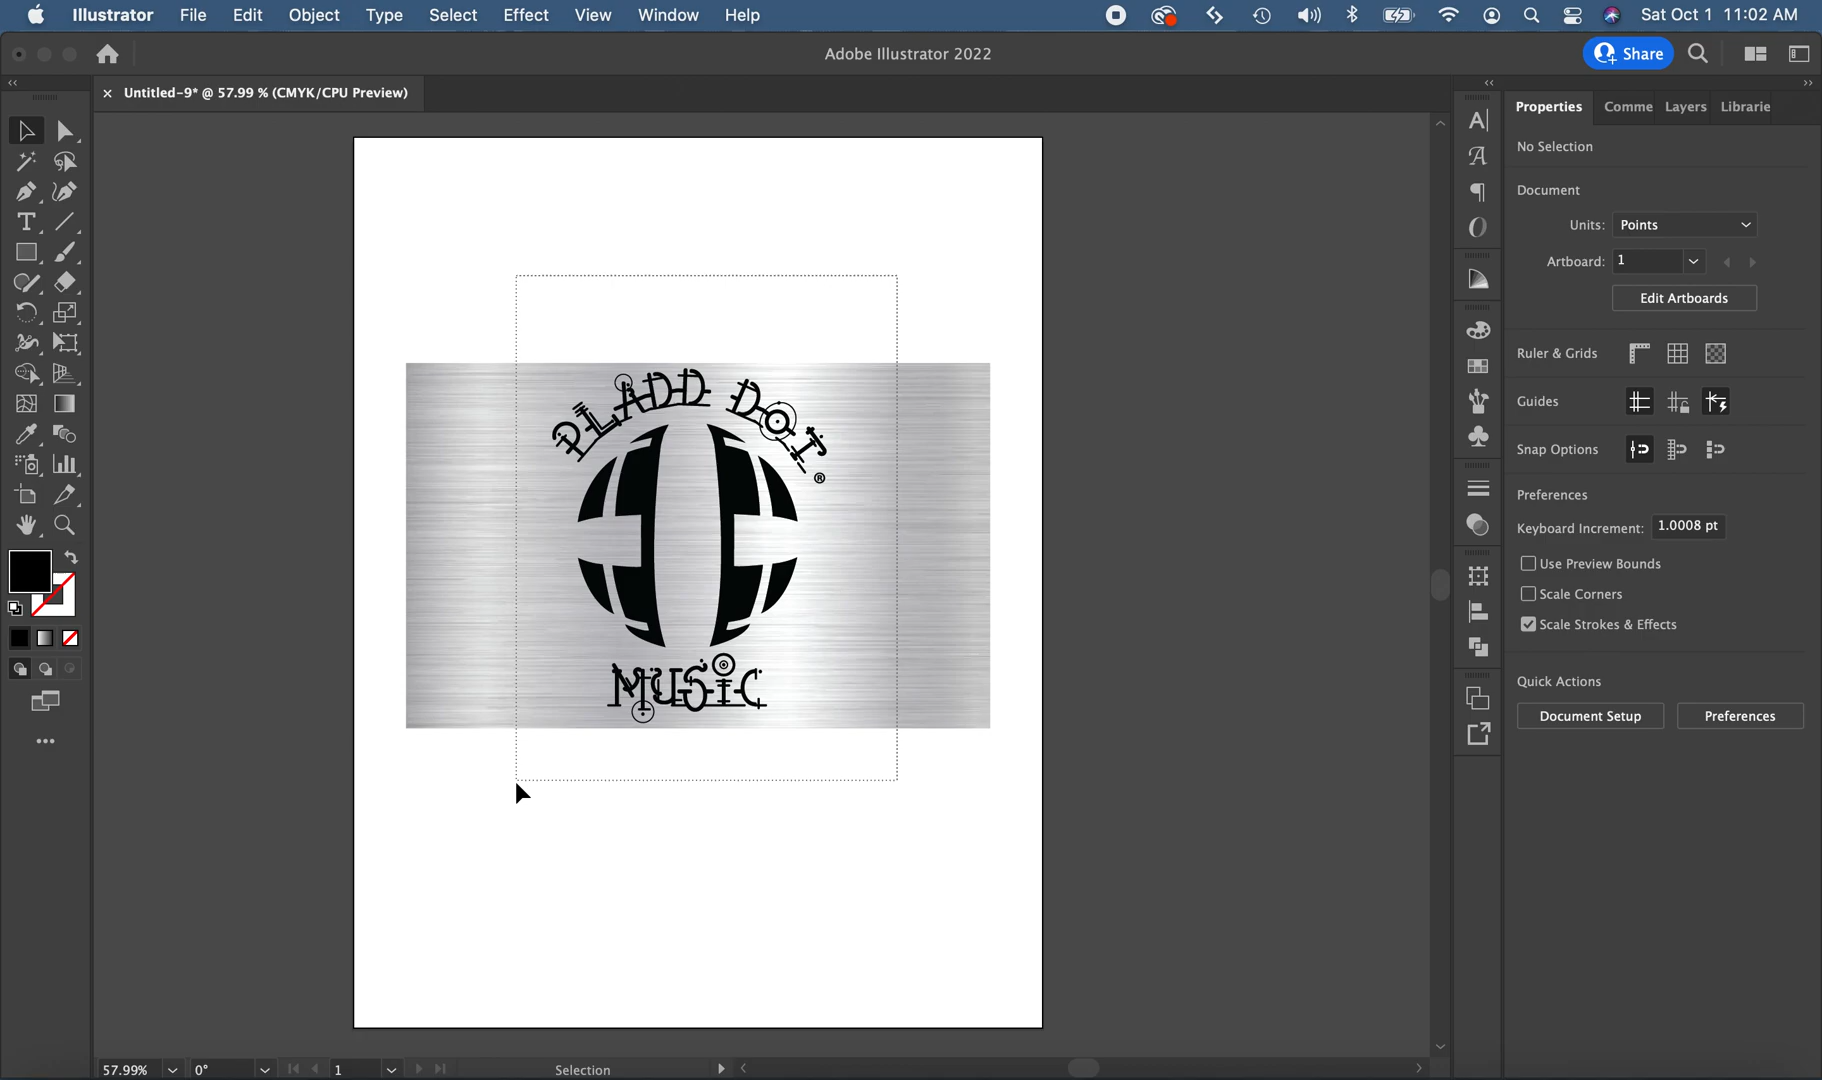 Illustrator File Edit Object Type Select Effect View Window Help Sat Oct 1 11:02 AM
Adobe Illustrator 2022 Share
× Untitled-9* @ 57.99 % (CMYK/CPU Preview)
Properties Comme Layers Librarie
No Selection
Document
Units: Points
Artboard: 1
Edit Artboards
Ruler & Grids
Guides
Snap Options
Preferences
Keyboard Increment: 1.0008 pt
Use Preview Bounds
Scale Corners
Scale Strokes & Effects
Quick Actions
Document Setup Preferences
PLADD DOT ®
MUSiC
57.99% 0° 1 Selection